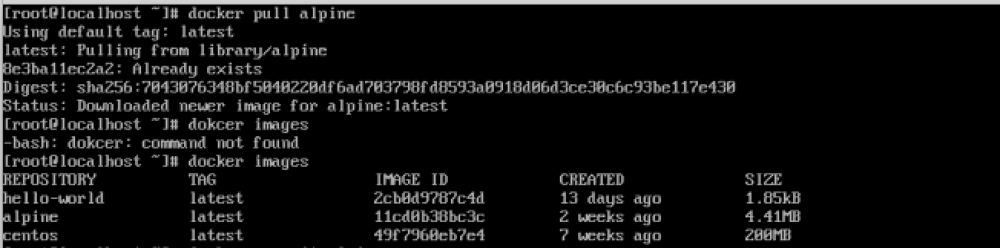 [root@localhost ~]# docker pull alpine
Using default tag: latest
latest: Pulling from library/alpine
8e3ba11ec2a2: Already exists
Digest: sha256:7043076348bf5040220df6ad703798fd8593a0918d06d3ce30c6c93be117e430
Status: Downloaded newer image for alpine:latest
[root@localhost ~]# dokcer images
-bash: dokcer: command not found
[root@localhost ~]# docker images
REPOSITORY TAG IMAGE ID CREATED SIZE
hello-world latest 2cb0d9787c4d 13 days ago 1.85kB
alpine latest 11cd0b38bc3c 2 weeks ago 4.41MB
centos latest 49f7960eb7e4 7 weeks ago 200MB